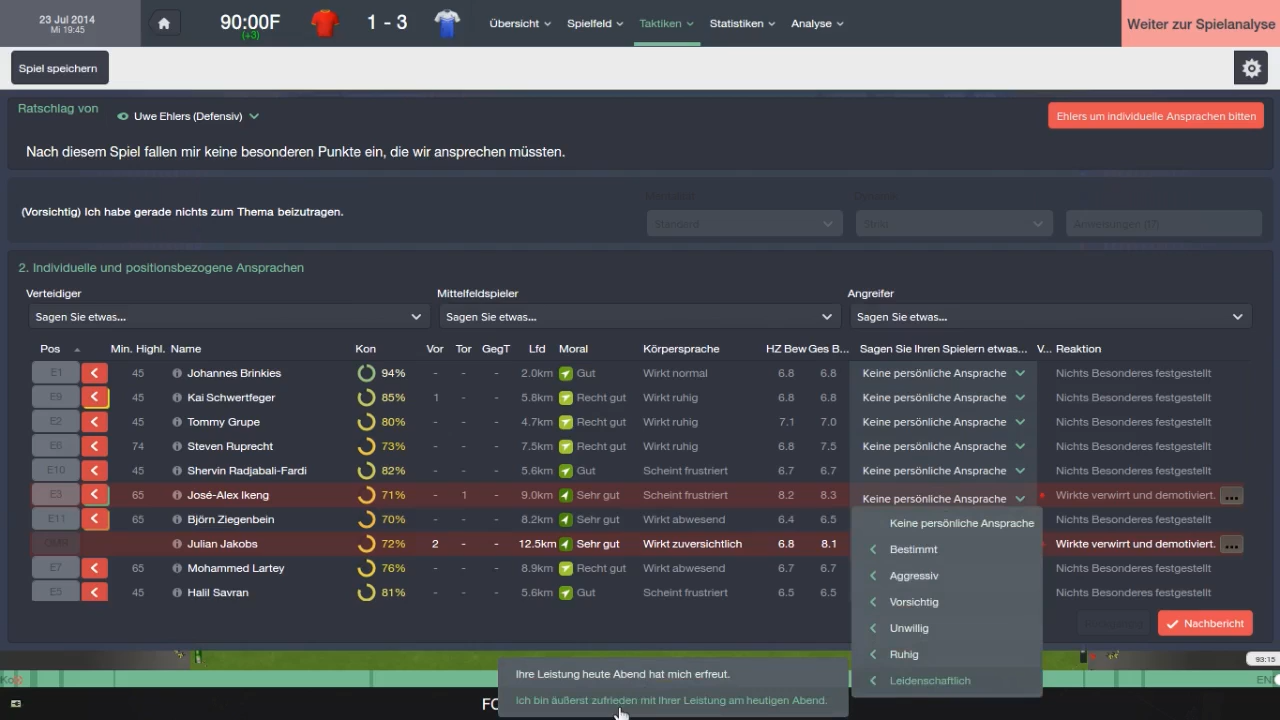 23 Jul 2014
Mi 19:45
90:00F
(+3)
1 - 3
Übersicht
Spielfeld
Taktiken
Statistiken
Analyse
Weiter zur Spielanalyse
Spiel speichern
Ratschlag von
Uwe Ehlers (Defensiv)
Ehlers um individuelle Ansprachen bitten
Nach diesem Spiel fallen mir keine besonderen Punkte ein, die wir ansprechen müssten.
Mentalität Dynamik
(Vorsichtig) Ich habe gerade nichts zum Thema beizutragen.
Standard Anweisungen (17)
2. Individuelle und positionsbezogene Ansprachen
Verteidiger Mittelfeldspieler Angreifer
Sagen Sie etwas... Sagen Sie etwas... Sagen Sie etwas...
Pos Min. Highl. Name Kon Vor Tor GegT Lfd Moral Körpersprache HZ Bew Ges B... Sagen Sie Ihren Spielern etwas... V... Reaktion
E1 45 Johannes Brinkies 94% - - - 2.0km Gut Wirkt normal 6.8 6.8 Keine persönliche Ansprache Nichts Besonderes festgestellt
E9 45 Kai Schwertfeger 85% 1 - - 5.8km Recht gut Wirkt ruhig 6.8 6.8 Keine persönliche Ansprache Nichts Besonderes festgestellt
E2 45 Tommy Grupe 80% - - - 4.7km Recht gut Wirkt ruhig 7.1 7.0 Keine persönliche Ansprache Nichts Besonderes festgestellt
E6 74 Steven Ruprecht 73% - - - 7.5km Recht gut Wirkt ruhig 6.8 7.5 Keine persönliche Ansprache Nichts Besonderes festgestellt
E10 45 Shervin Radjabali-Fardi 82% - - - 5.6km Gut Scheint frustriert 6.7 6.7 Keine persönliche Ansprache Nichts Besonderes festgestellt
E3 65 José-Alex Ikeng 71% - 1 - 9.0km Sehr gut Scheint frustriert 8.2 8.3 Keine persönliche Ansprache Wirkte verwirrt und demotiviert. ...
E11 65 Björn Ziegenbein 70% - - - 8.2km Sehr gut Wirkt abwesend 6.4 6.5 Nichts Besonderes festgestellt
Julian Jakobs 72% 2 - - 12.5km Sehr gut Wirkt zuversichtlich 6.8 8.1 Wirkte verwirrt und demotiviert. ...
E7 65 Mohammed Lartey 76% - - - 8.9km Recht gut Wirkt abwesend 6.7 6.7 Nichts Besonderes festgestellt
E5 45 Halil Savran 81% - - - 5.6km Gut Scheint frustriert 6.5 6.5 Nichts Besonderes festgestellt
Keine persönliche Ansprache
Bestimmt
Aggressiv
Vorsichtig
Unwillig
Ruhig
Leidenschaftlich
Nachbericht
93:15
Ihre Leistung heute Abend hat mich erfreut.
Ich bin äußerst zufrieden mit Ihrer Leistung am heutigen Abend.
FC